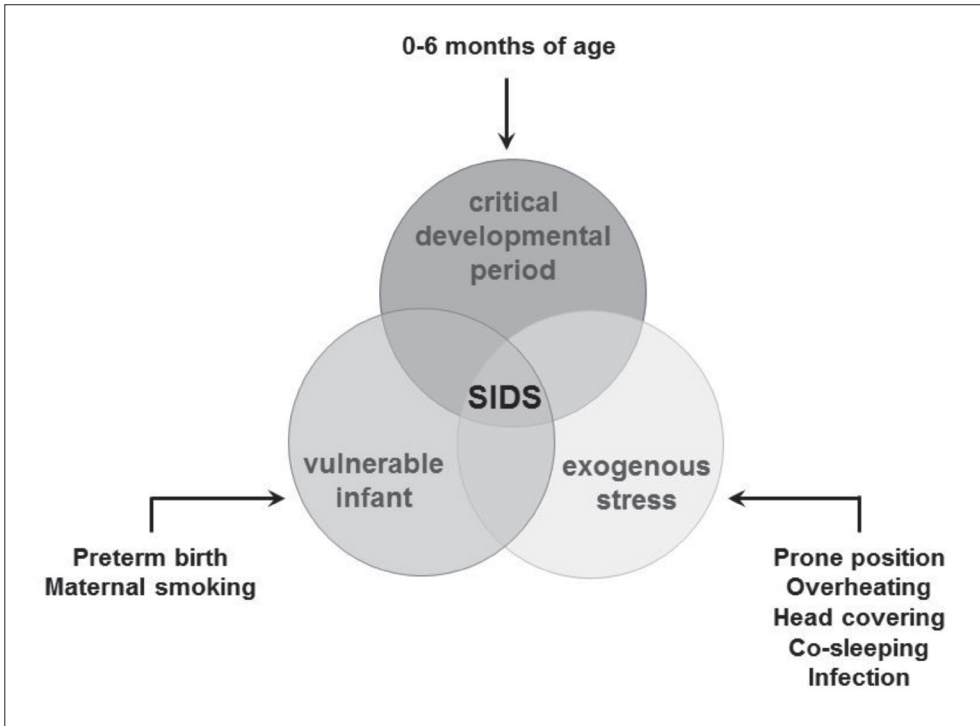 0-6 months of age
critical
developmental
period
SIDS
vulnerable
infant
exogenous
stress
Preterm birth
Maternal smoking
Prone position
Overheating
Head covering
Co-sleeping
Infection